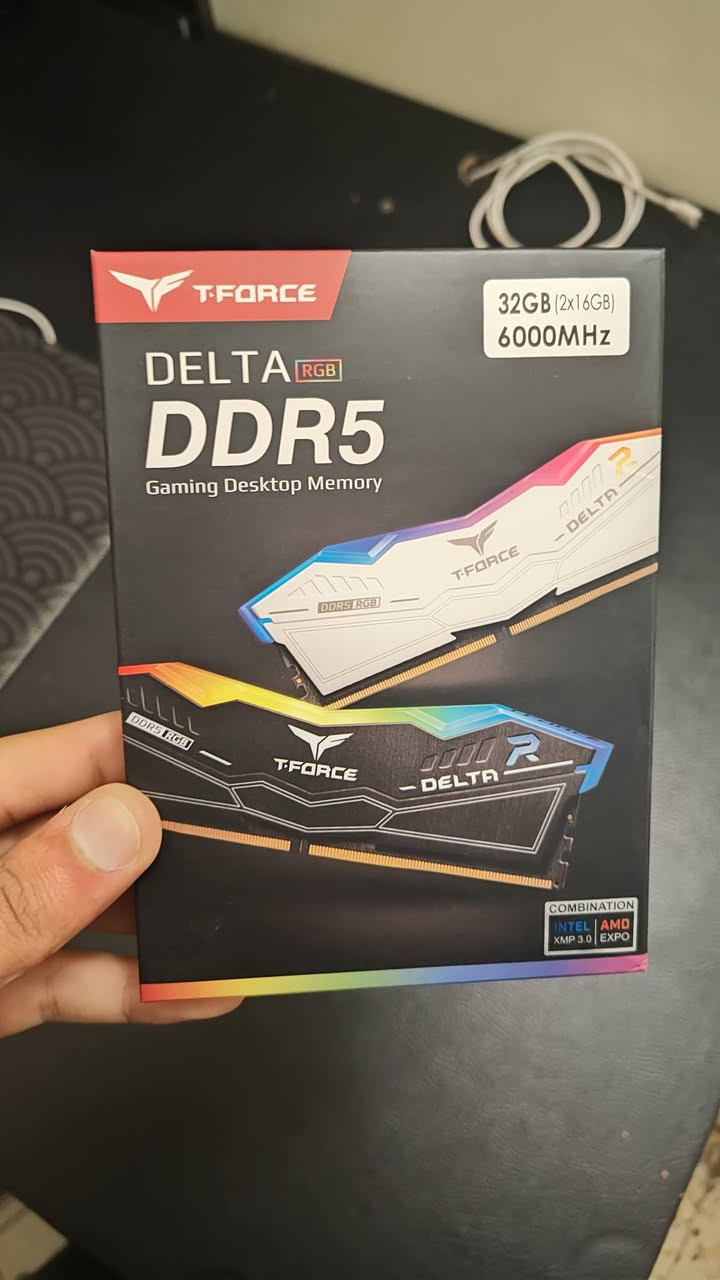 T·FORCE
32GB (2x16GB)
6000MHz
DELTA RGB
DDR5
Gaming Desktop Memory
R
DELTA
T·FORCE
DDR5 RGB
DDR5 RGB
T·FORCE
R
DELTA
COMBINATION
INTEL AMD
XMP 3.0 EXPO